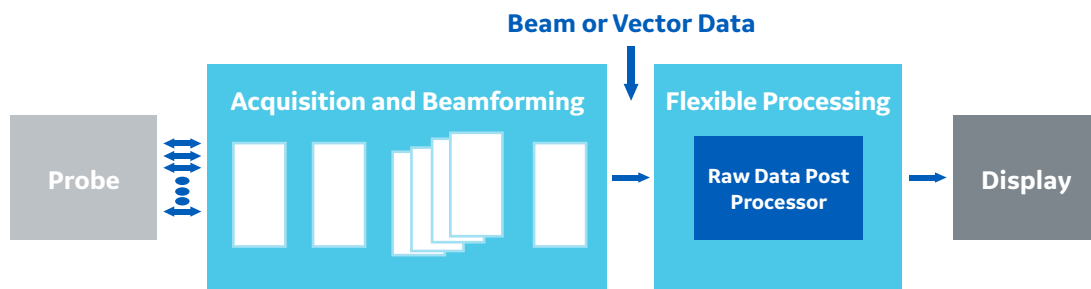 Beam or Vector Data
Acquisition and Beamforming
Flexible Processing
Probe
Raw Data Post
Processor
Display